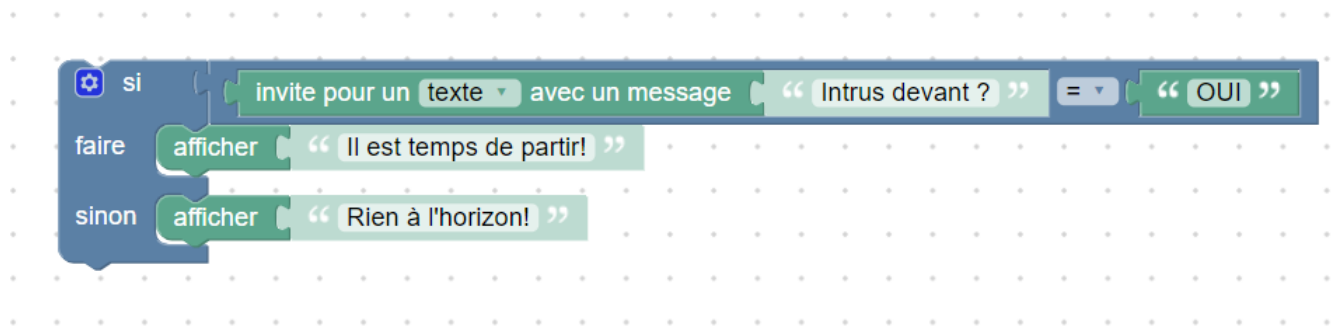 si invite pour un texte avec un message “ Intrus devant ? ” = “ OUI ”
faire afficher “ Il est temps de partir! ”
sinon afficher “ Rien à l'horizon! ”